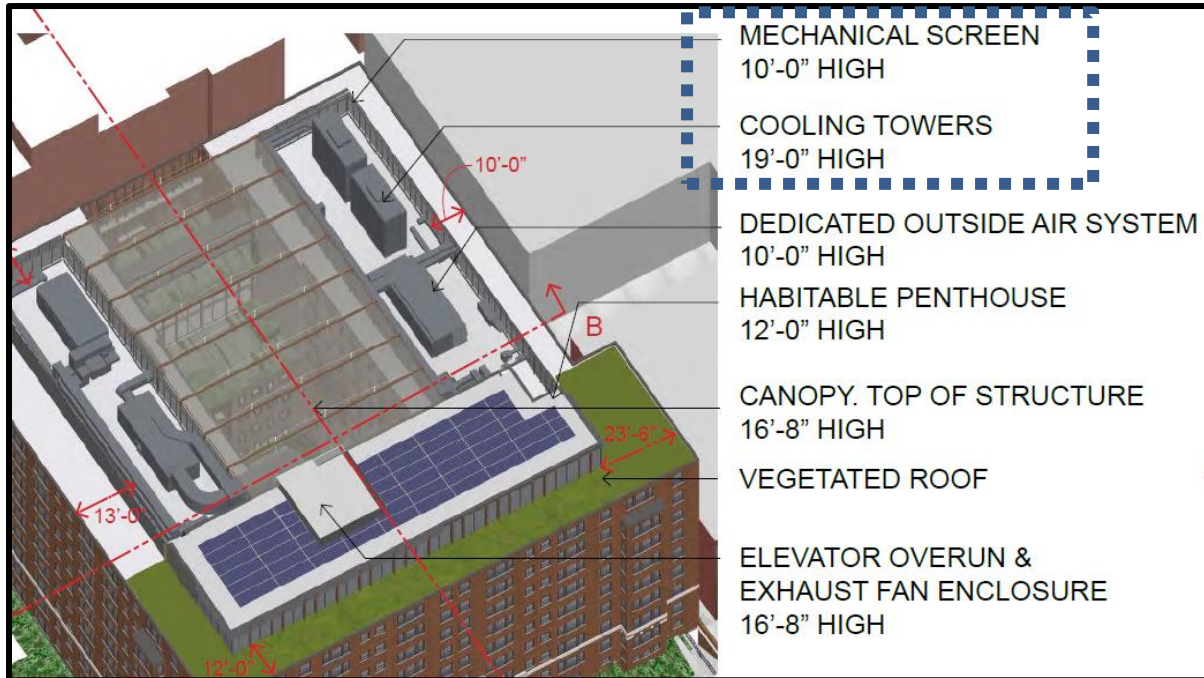 MECHANICAL SCREEN
10’-0” HIGH
COOLING TOWERS
19’-0” HIGH
10’-0”
DEDICATED OUTSIDE AIR SYSTEM
10’-0” HIGH
HABITABLE PENTHOUSE
12’-0” HIGH
B
CANOPY. TOP OF STRUCTURE
16’-8” HIGH
23’-6”
VEGETATED ROOF
13’-0”
ELEVATOR OVERUN &
EXHAUST FAN ENCLOSURE
16’-8” HIGH
12’-0”